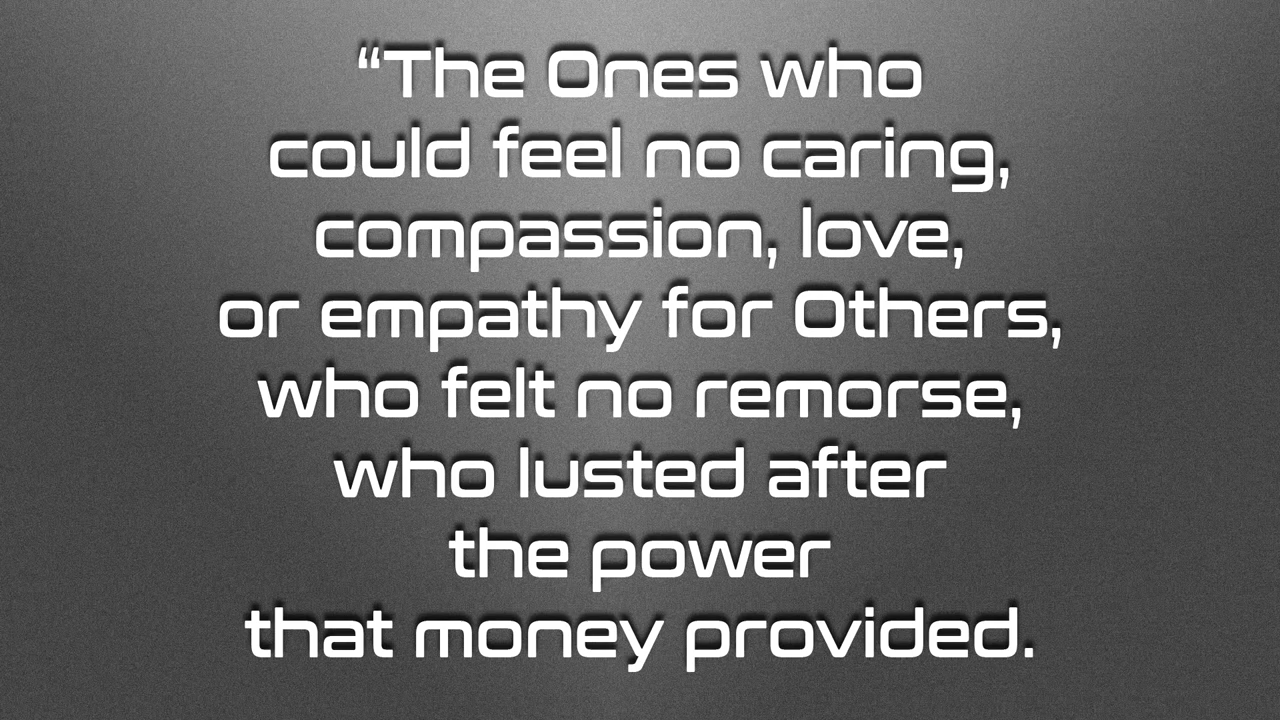 “The Ones who
could feel no caring,
compassion, love,
or empathy for Others,
who felt no remorse,
who lusted after
the power
that money provided.